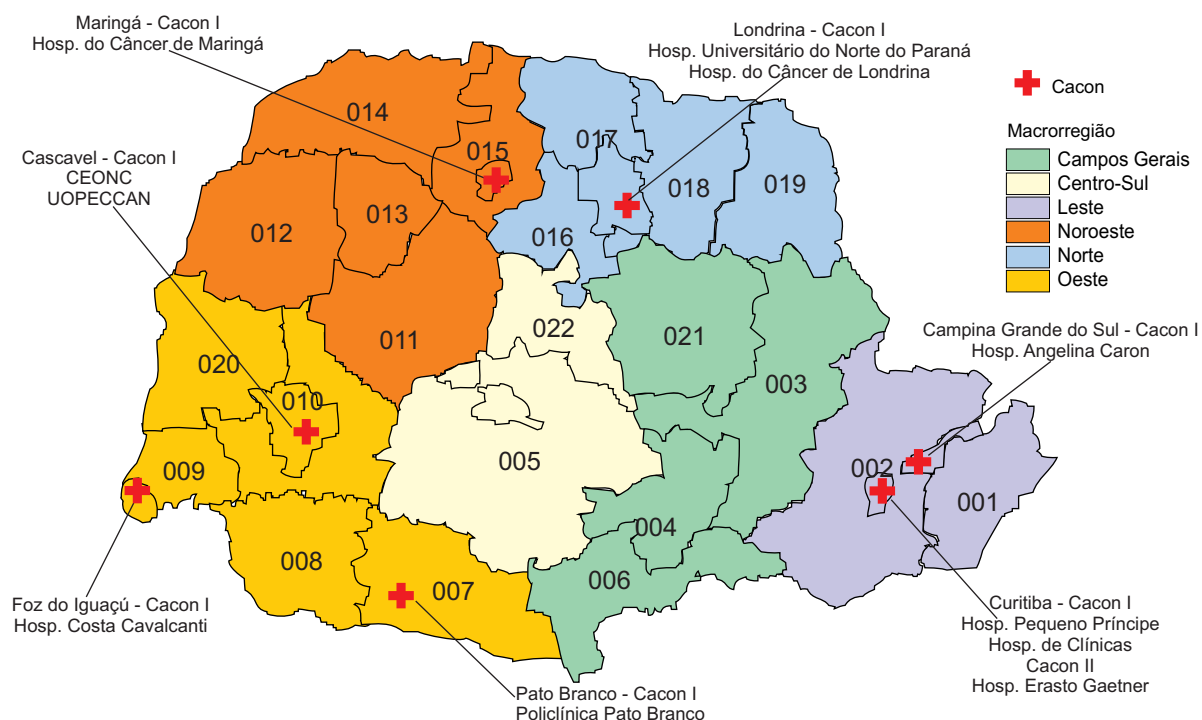 Maringá - Cacon I
Hosp. do Câncer de Maringá
Londrina - Cacon I
Hosp. Universitário do Norte do Paraná
Hosp. do Câncer de Londrina
Cacon
Macrorregião
Campos Gerais
Centro-Sul
Leste
Noroeste
Norte
Oeste
Cascavel - Cacon I
CEONC
UOPECCAN
014
015
017
018
019
013
012
016
011
022
021
020
010
003
Campina Grande do Sul - Cacon I
Hosp. Angelina Caron
005
009
002
001
004
008
007
006
Foz do Iguaçú - Cacon I
Hosp. Costa Cavalcanti
Pato Branco - Cacon I
Policlínica Pato Branco
Curitiba - Cacon I
Hosp. Pequeno Príncipe
Hosp. de Clínicas
Cacon II
Hosp. Erasto Gaetner